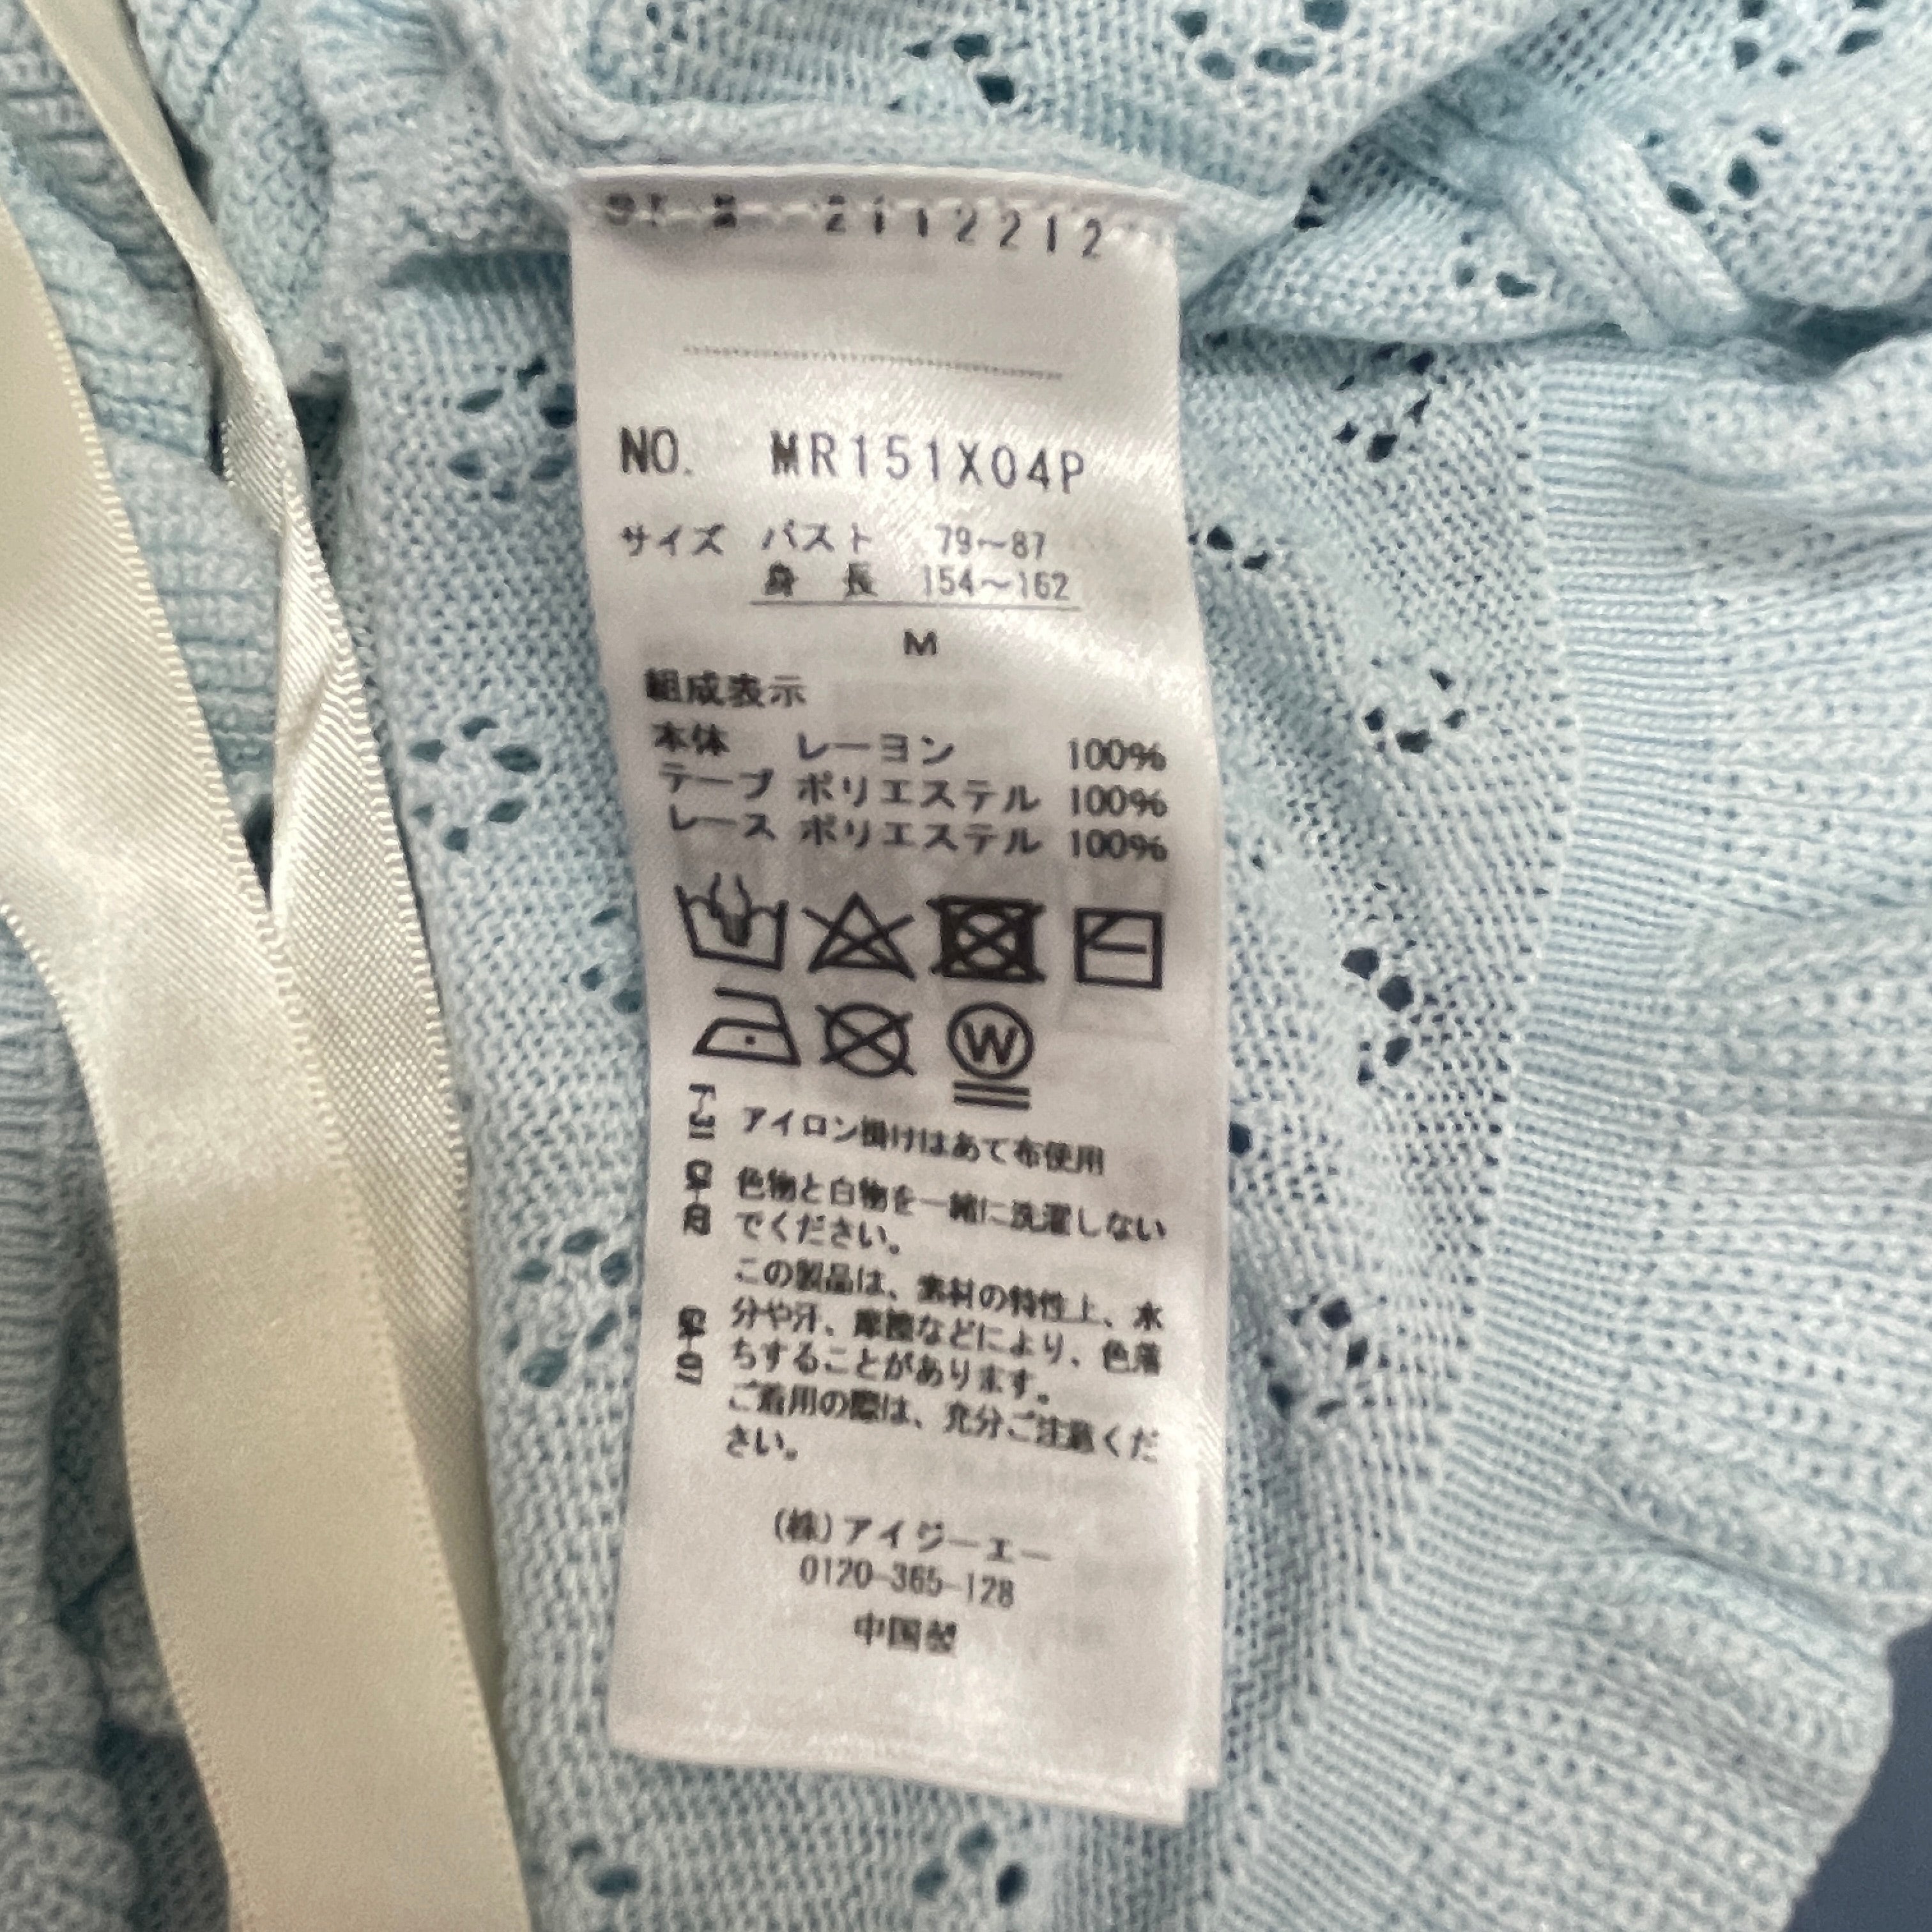 2112212
NO. MR151X04P
サイズ バスト 79～87
身長 154～162
M
組成表示
本体 レーヨン 100%
テープ ポリエステル 100%
レース ポリエステル 100%
W
アイロン掛けはあて布使用
色物と白物を一緒に洗濯しない
でください。
この製品は、素材の特性上、水
分や汗、摩擦などにより、色落
ちすることがあります。
ご着用の際は、充分ご注意くだ
さい。
(株)アイジーエー
0120-365-128
中国製